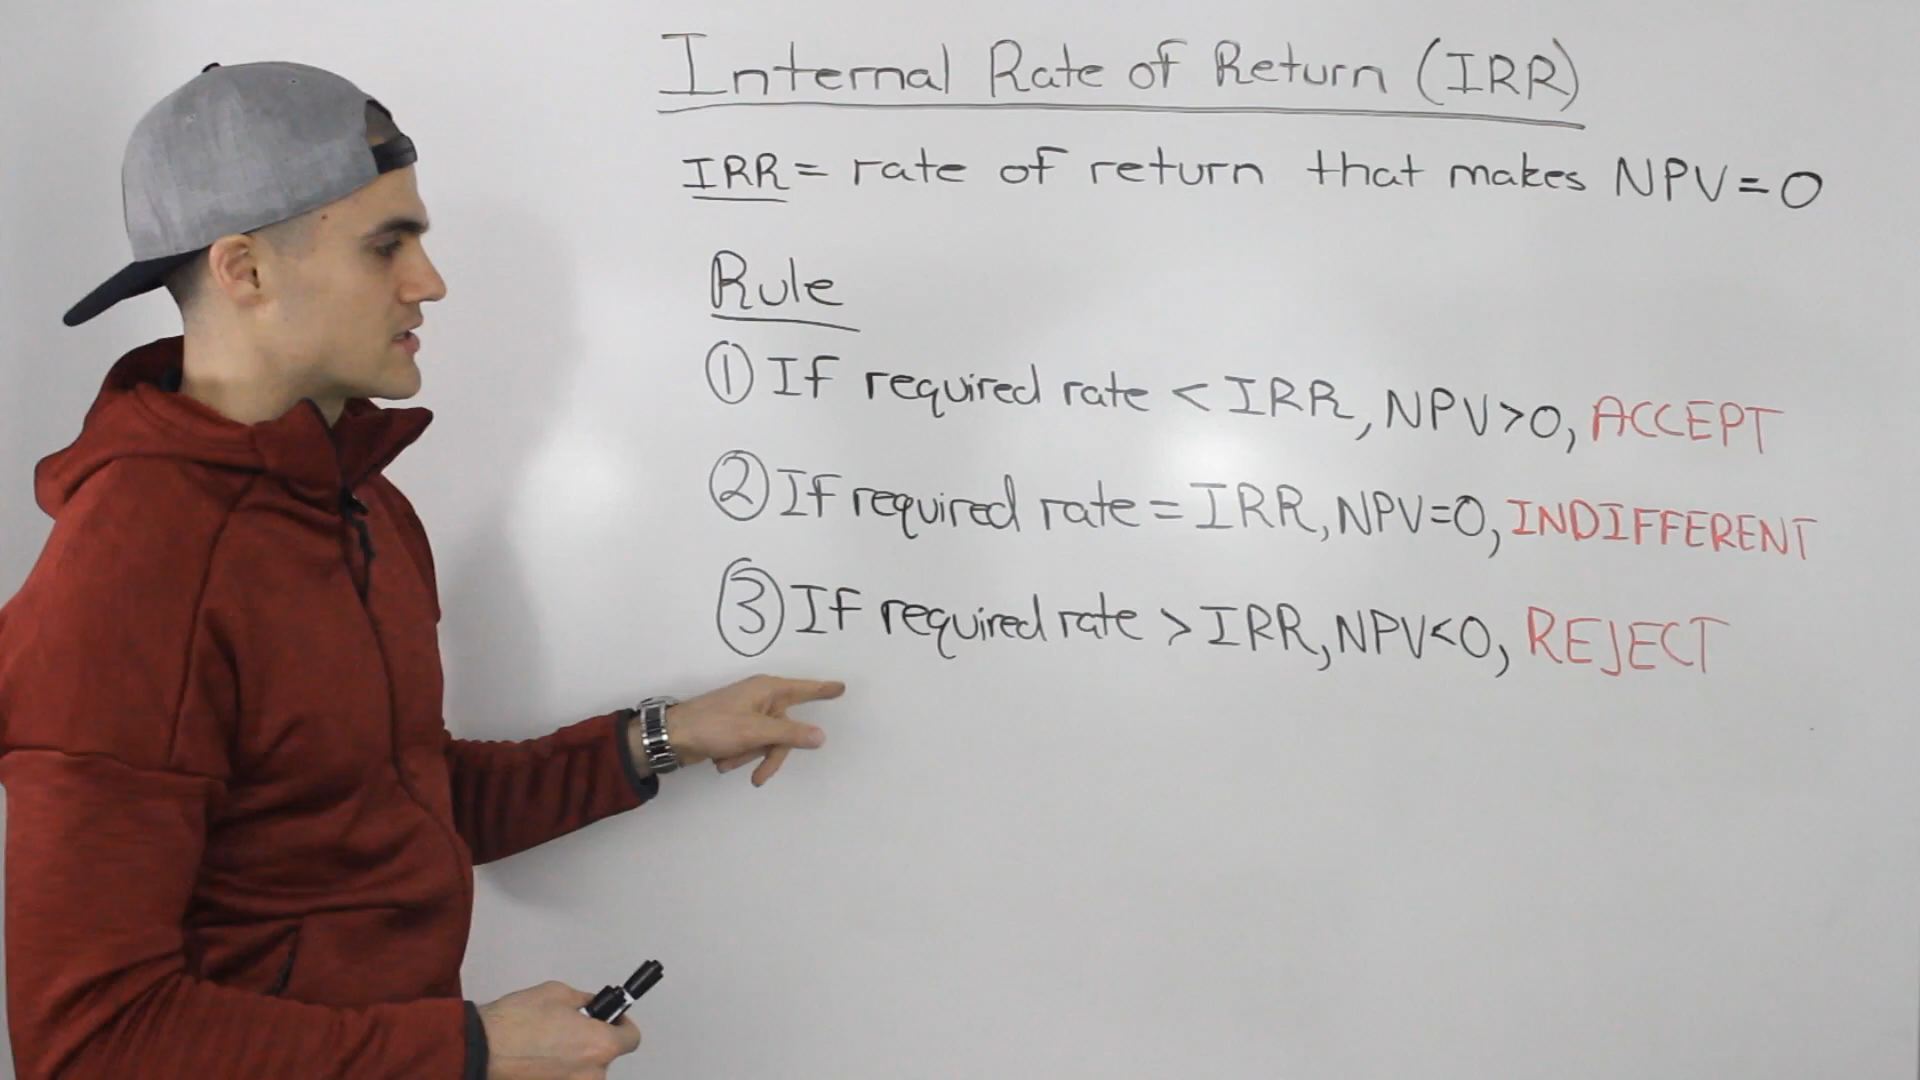 Internal Rate of Return (IRR)
IRR = rate of return that makes NPV=0
Rule
① If required rate < IRR, NPV>0, ACCEPT
② If required rate = IRR, NPV=0, INDIFFERENT
③ If required rate > IRR, NPV<0, REJECT